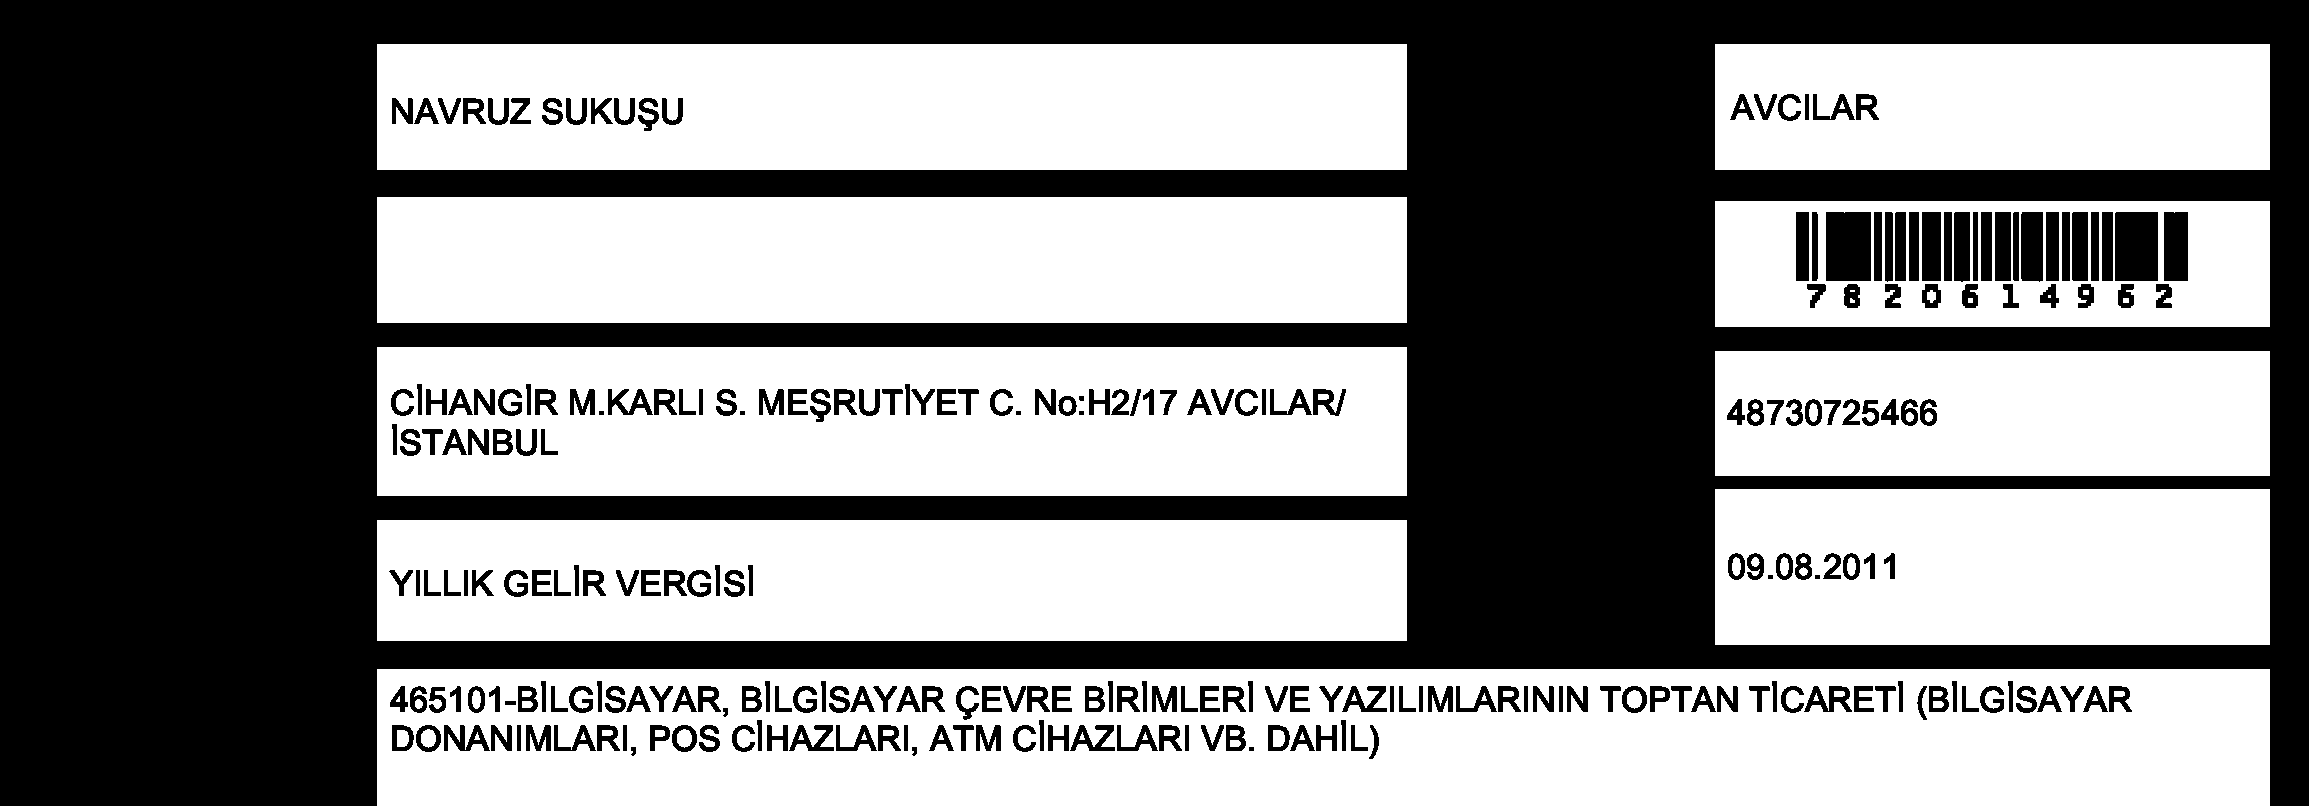 NAVRUZ SUKUŞU
AVCILAR
7820614962
CİHANGİR M.KARLI S. MEŞRUTİYET C. No:H2/17 AVCILAR/
İSTANBUL
48730725466
YILLIK GELİR VERGİSİ
09.08.2011
465101-BİLGİSAYAR, BİLGİSAYAR ÇEVRE BİRİMLERİ VE YAZILIMLARININ TOPTAN TİCARETİ (BİLGİSAYAR
DONANIMLARI, POS CİHAZLARI, ATM CİHAZLARI VB. DAHİL)